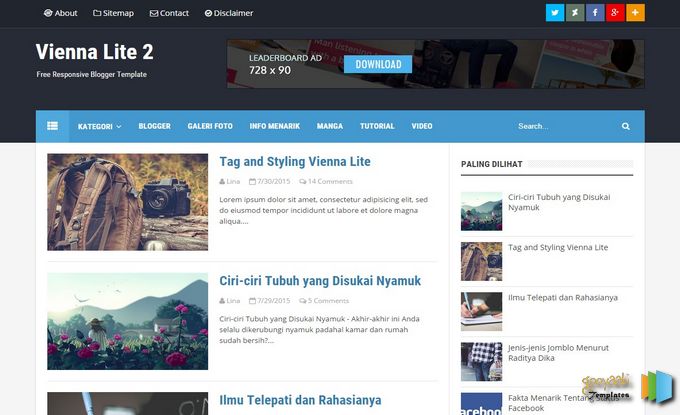 About Sitemap Contact Disclaimer
Vienna Lite 2
Free Responsive Blogger Template
LEADERBOARD AD
728 x 90
DOWNLOAD
KATEGORI BLOGGER GALERI FOTO INFO MENARIK MANGA TUTORIAL VIDEO Search...
Tag and Styling Vienna Lite
Lina 7/30/2015 14 Comments
Lorem ipsum dolor sit amet, consectetur adipisicing elit, sed
do eiusmod tempor incididunt ut labore et dolore magna
aliqua....
Ciri-ciri Tubuh yang Disukai Nyamuk
Lina 7/29/2015 5 Comments
Ciri-ciri Tubuh yang Disukai Nyamuk - Akhir-akhir ini Anda
selalu dikerubungi nyamuk padahal kamar dan rumah
sudah bersih?...
Ilmu Telepati dan Rahasianya
PALING DILIHAT
Ciri-ciri Tubuh yang Disukai
Nyamuk
Tag and Styling Vienna Lite
Ilmu Telepati dan Rahasianya
Jenis-jenis Jomblo Menurut
Raditya Dika
Fakta Menarik Tentang Status
Facebook
facebook
gooyaabi
Templates